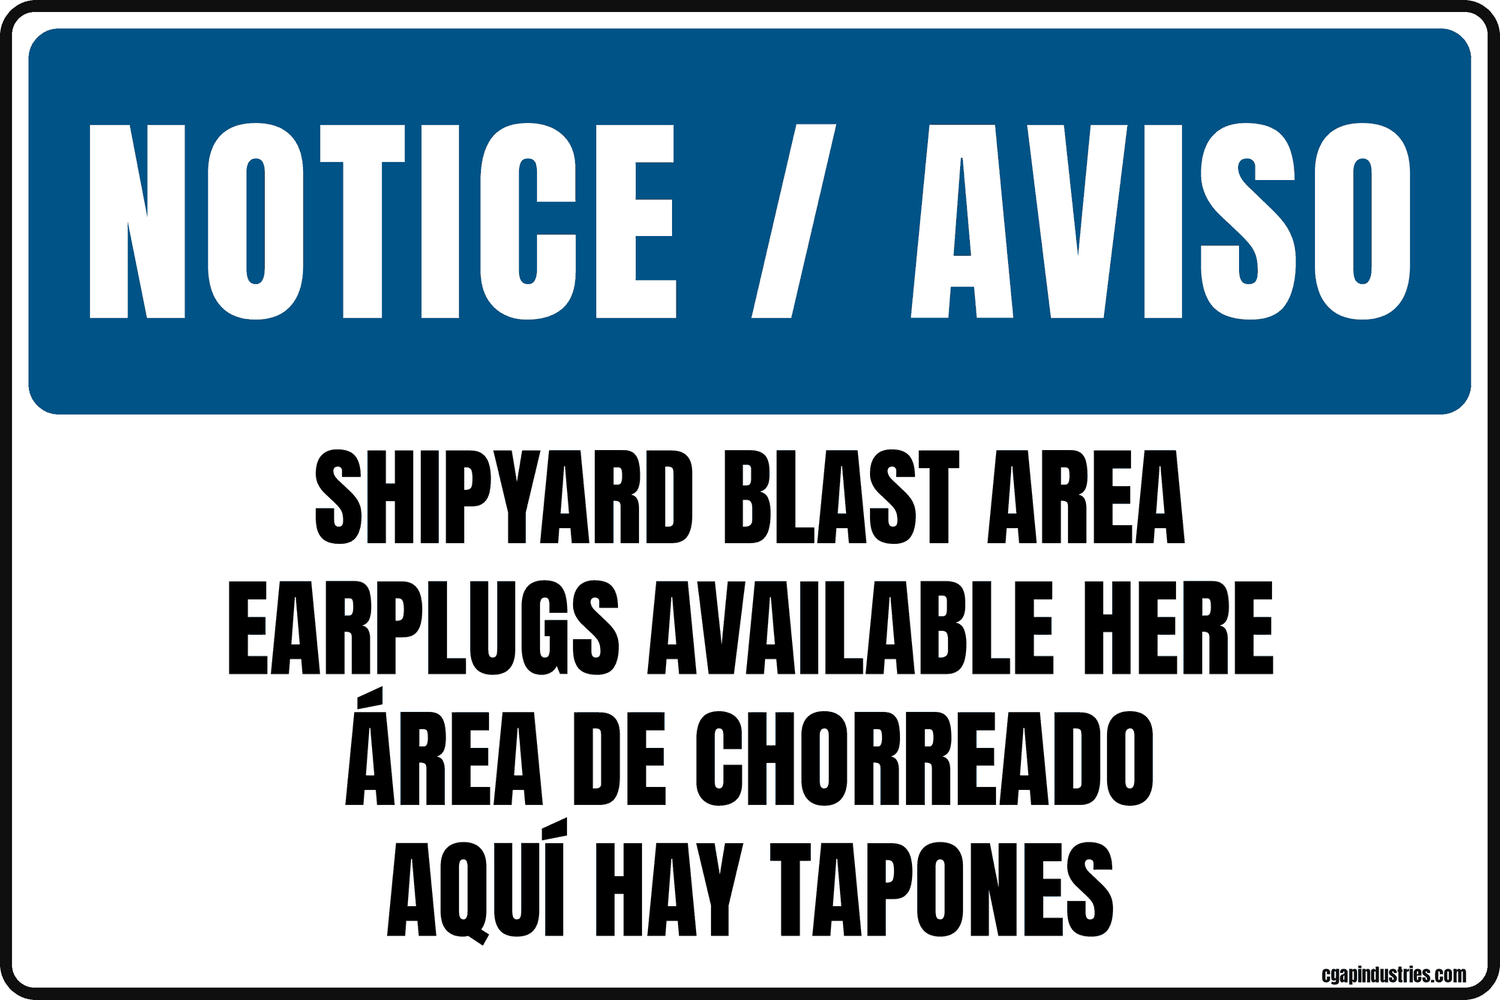 NOTICE / AVISO
SHIPYARD BLAST AREA
EARPLUGS AVAILABLE HERE
ÁREA DE CHORREADO
AQUÍ HAY TAPONES
cgapindustries.com